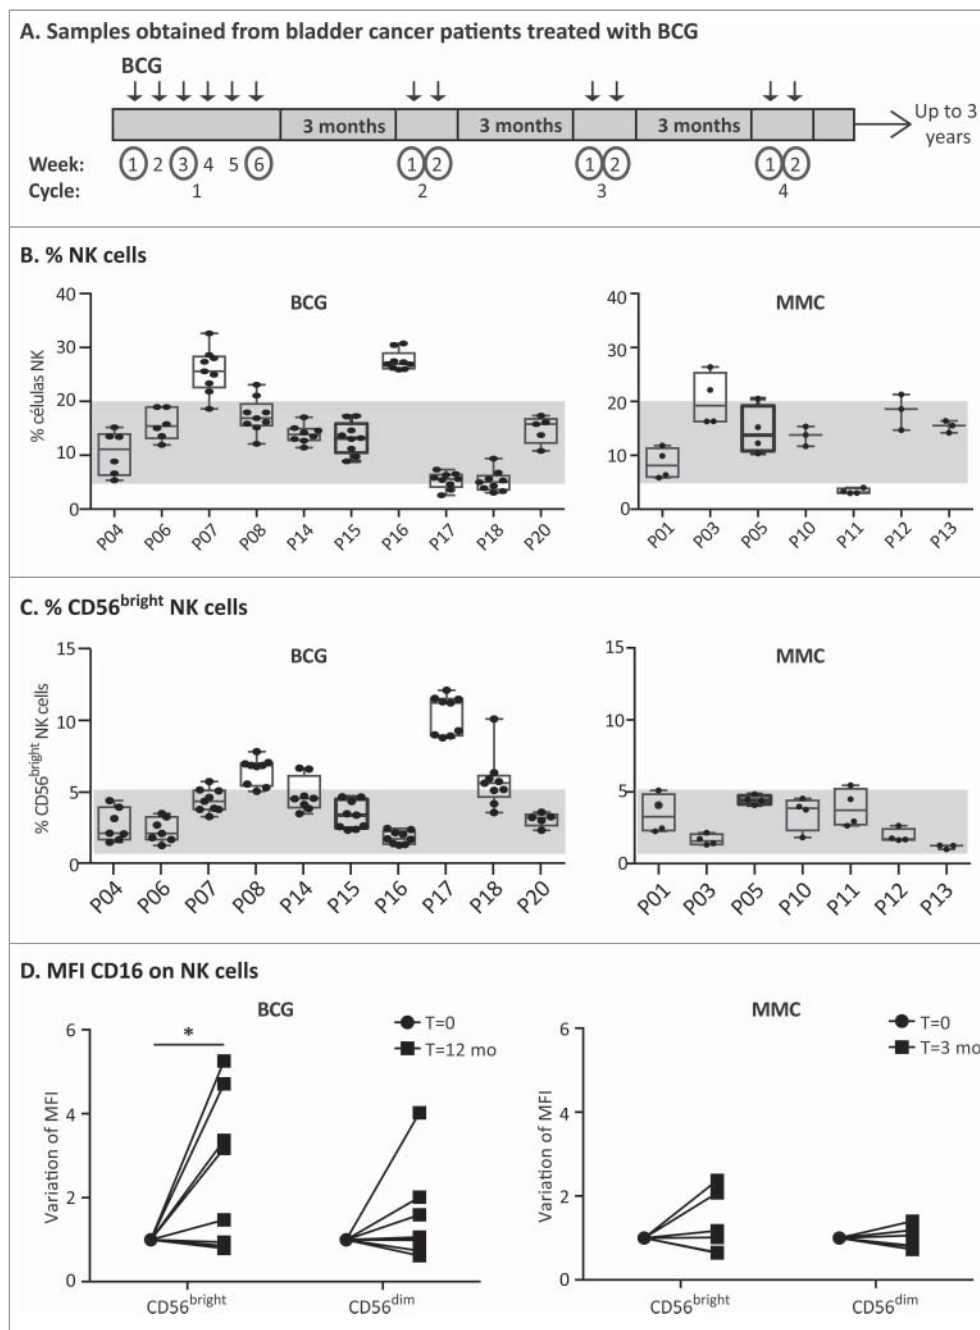 A. Samples obtained from bladder cancer patients treated with BCG
BCG
3 months 3 months 3 months
Up to 3 years
Week: 1 2 3 4 5 6 1 2 1 2 1 2
Cycle: 1 2 3 4
B. % NK cells
BCG
% células NK
40
30
20
10
0
P04 P06 P07 P08 P14 P15 P16 P17 P18 P20
MMC
40
30
20
10
0
P01 P03 P05 P10 P11 P12 P13
C. % CD56bright NK cells
BCG
% CD56bright NK cells
15
10
5
0
P04 P06 P07 P08 P14 P15 P16 P17 P18 P20
MMC
15
10
5
0
P01 P03 P05 P10 P11 P12 P13
D. MFI CD16 on NK cells
BCG
T=0
T=12 mo
*
Variation of MFI
6
4
2
0
CD56bright CD56dim
MMC
T=0
T=3 mo
Variation of MFI
6
4
2
0
CD56bright CD56dim